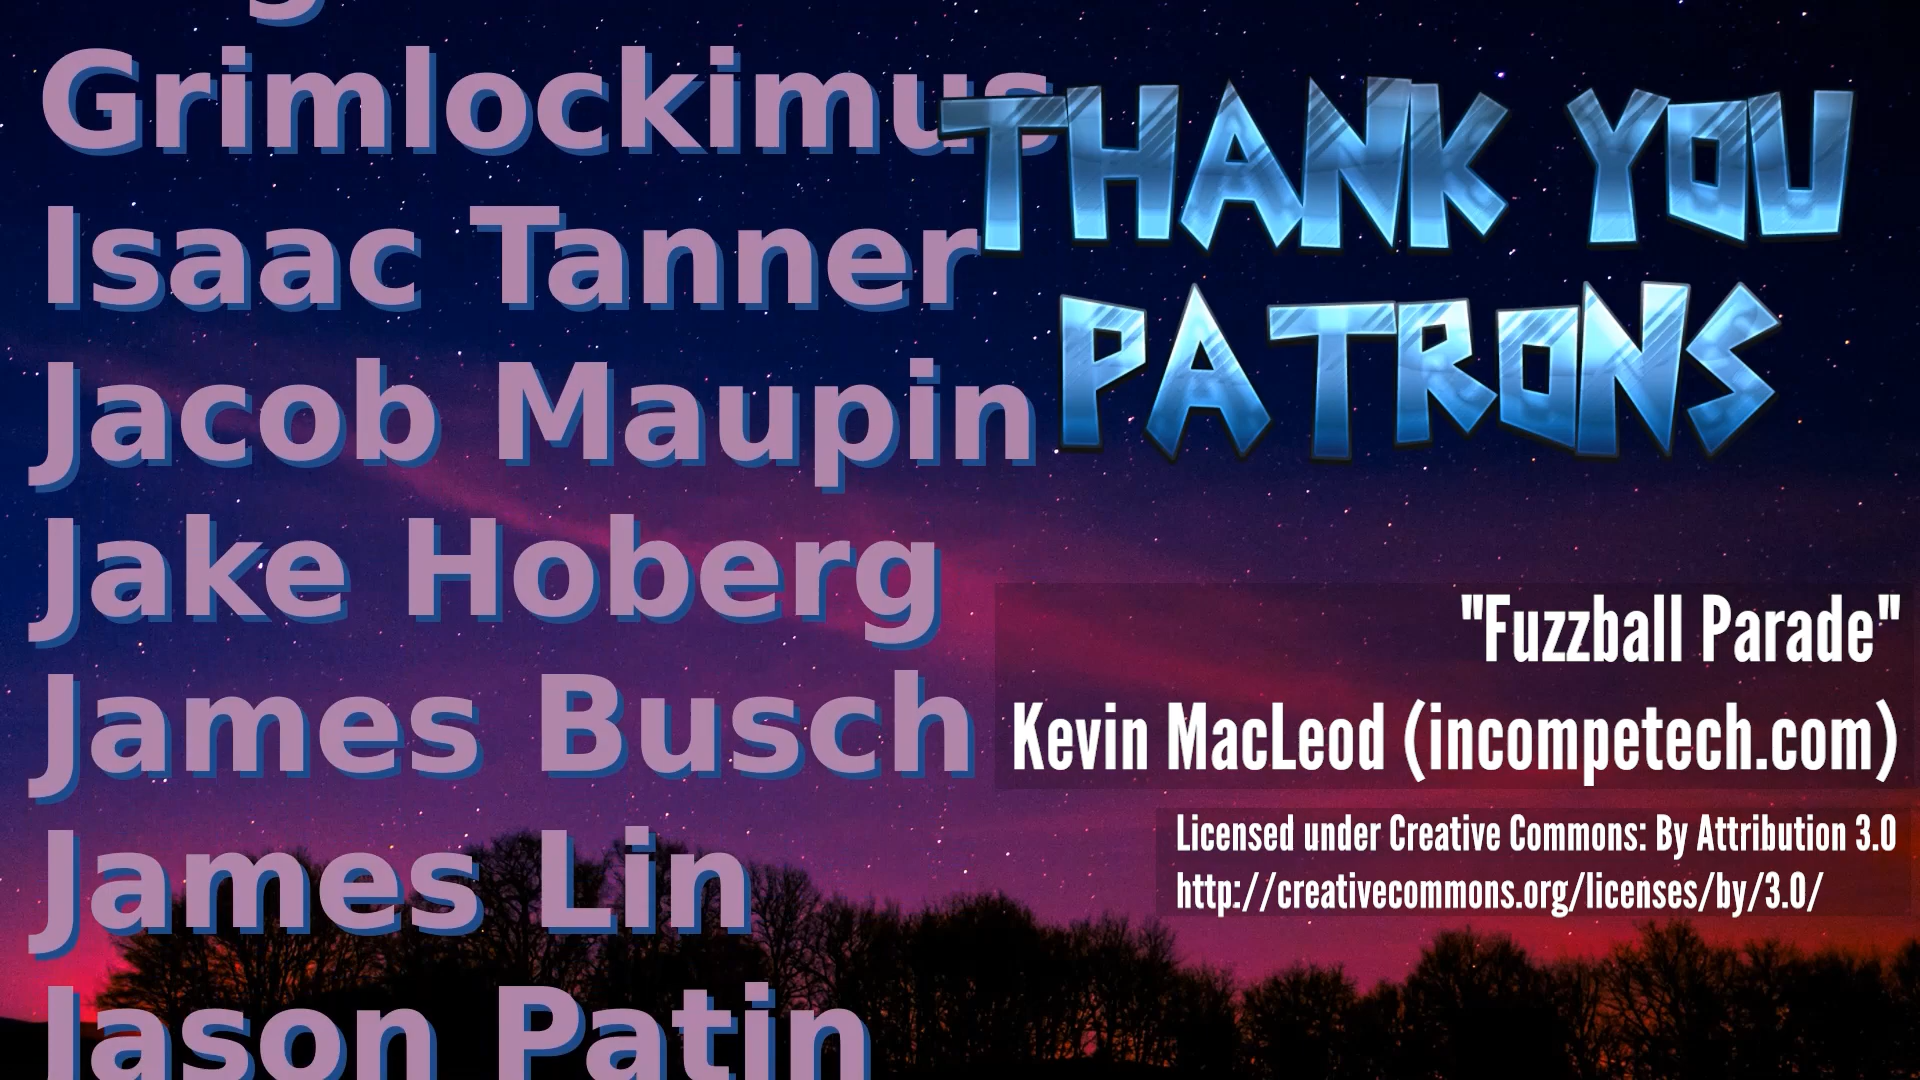 Grimlockimus
Isaac Tanner
Jacob Maupin
Jake Hoberg
James Busch
James Lin
Jason Patin
THANK YOU
PATRONS
"Fuzzball Parade"
Kevin MacLeod (incompetech.com)
Licensed under Creative Commons: By Attribution 3.0
http://creativecommons.org/licenses/by/3.0/